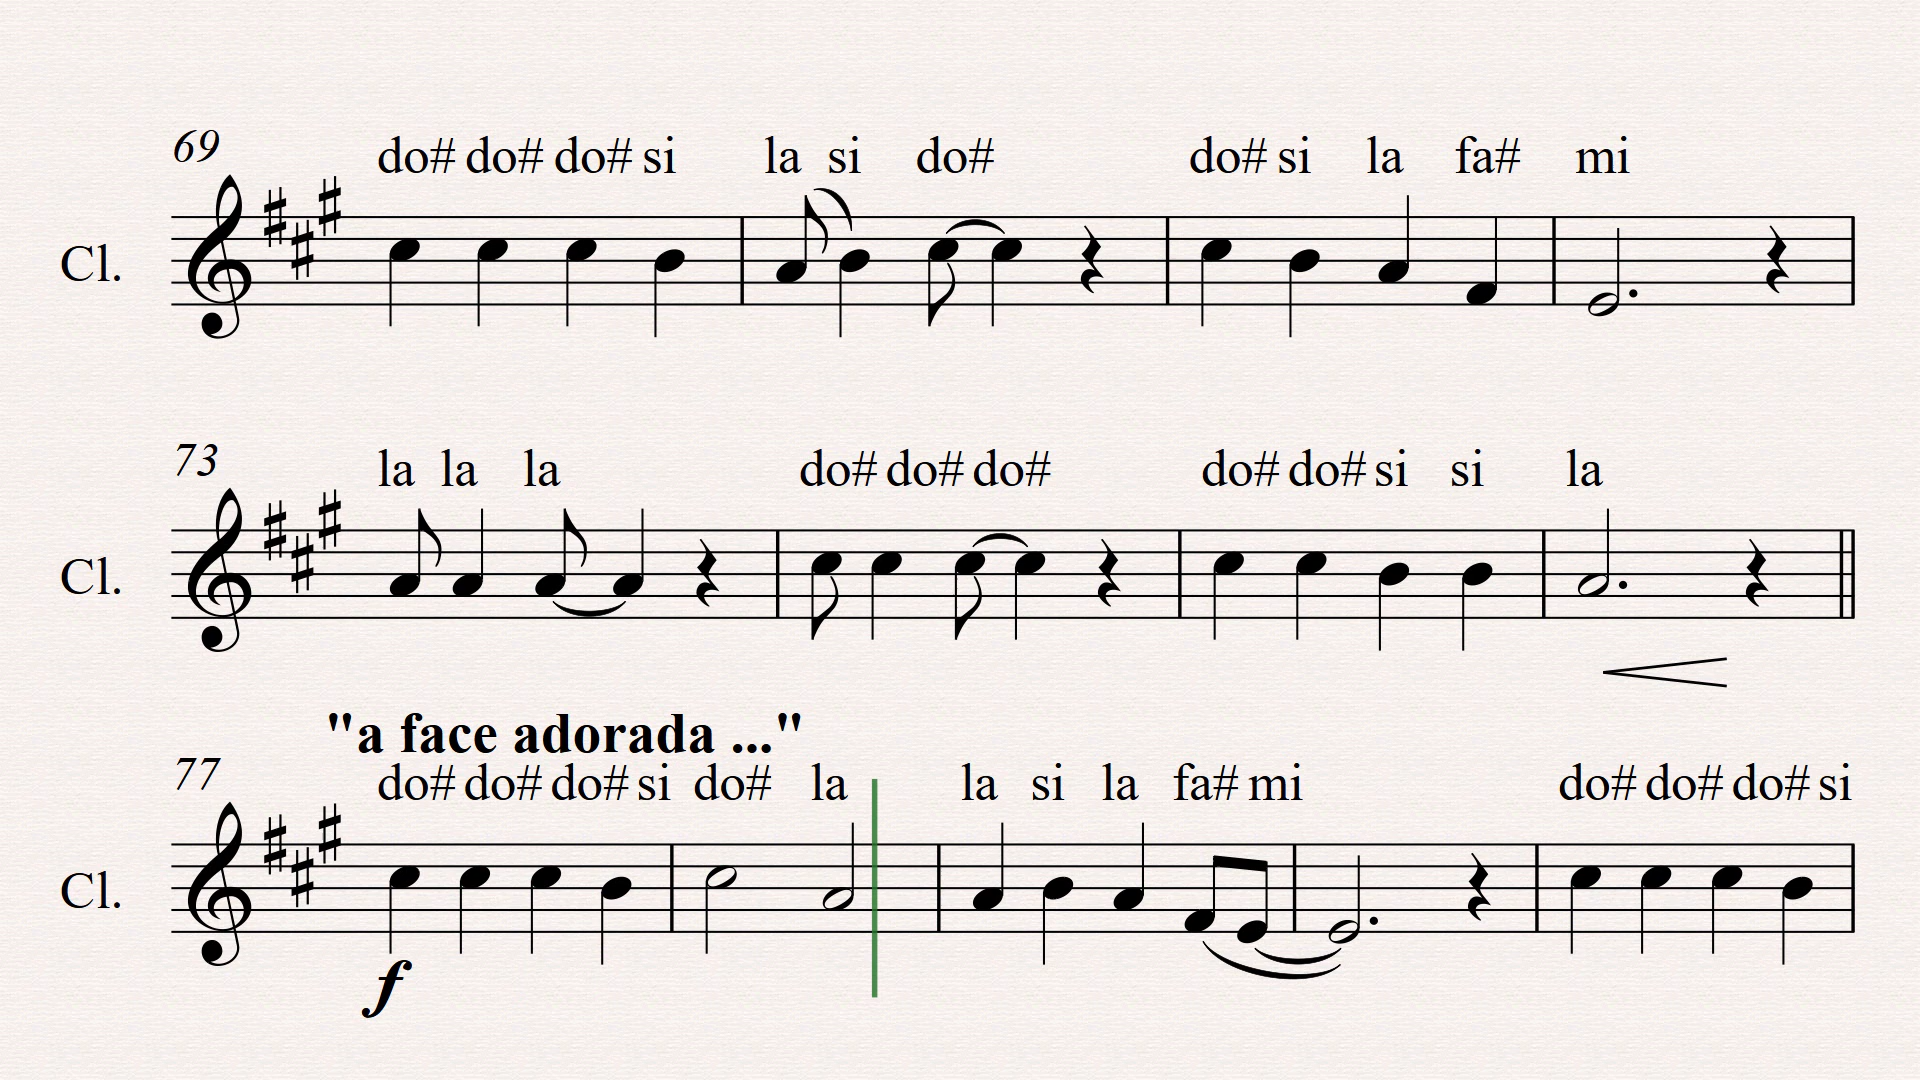 69 do# do# do# si la si do# do# si la fa# mi
Cl.
73 la la la do# do# do# do# do# si si la
Cl.
"a face adorada ..."
77 do# do# do# si do# la la si la fa# mi do# do# do# si
Cl.
f